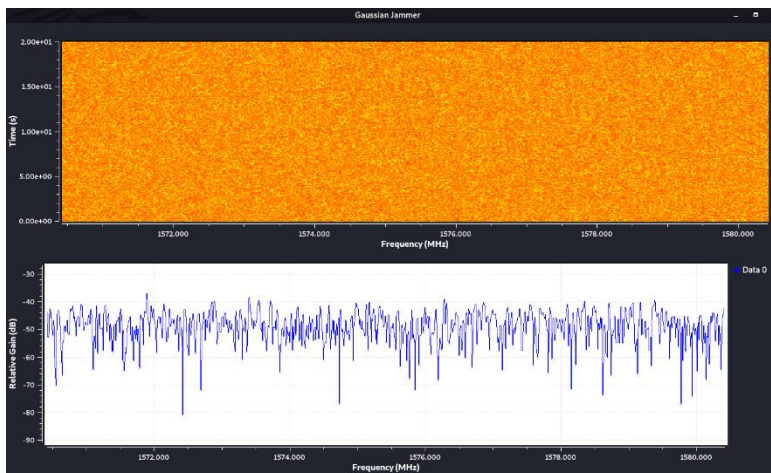 Gaussian Jammer
2.00e+01
1.50e+01
1.00e+01
5.00e+00
0.00e+00
Time (s)
1572.000 1574.000 1576.000 1578.000 1580.000
Frequency (MHz)
-30
-40
-50
-60
-70
-80
-90
Relative Gain (dB)
Data 0
1572.000 1574.000 1576.000 1578.000 1580.000
Frequency (MHz)